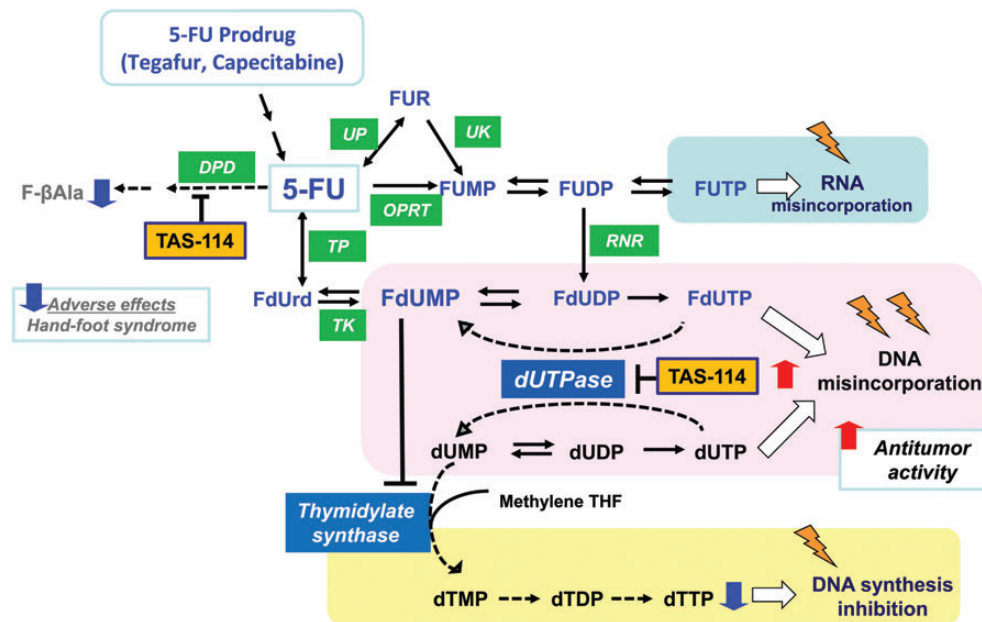 5-FU Prodrug
(Tegafur, Capecitabine)
FUR
UP
UK
DPD
F-βAla
5-FU
OPRT
FUMP
FUDP
FUTP
RNA
misincorporation
TAS-114
TP
RNR
Adverse effects
Hand-foot syndrome
FdUrd
TK
FdUMP
FdUDP
FdUTP
DNA
misincorporation
dUTPase
TAS-114
dUMP
dUDP
dUTP
Antitumor
activity
Thymidylate
synthase
Methylene THF
dTMP
dTDP
dTTP
DNA synthesis
inhibition